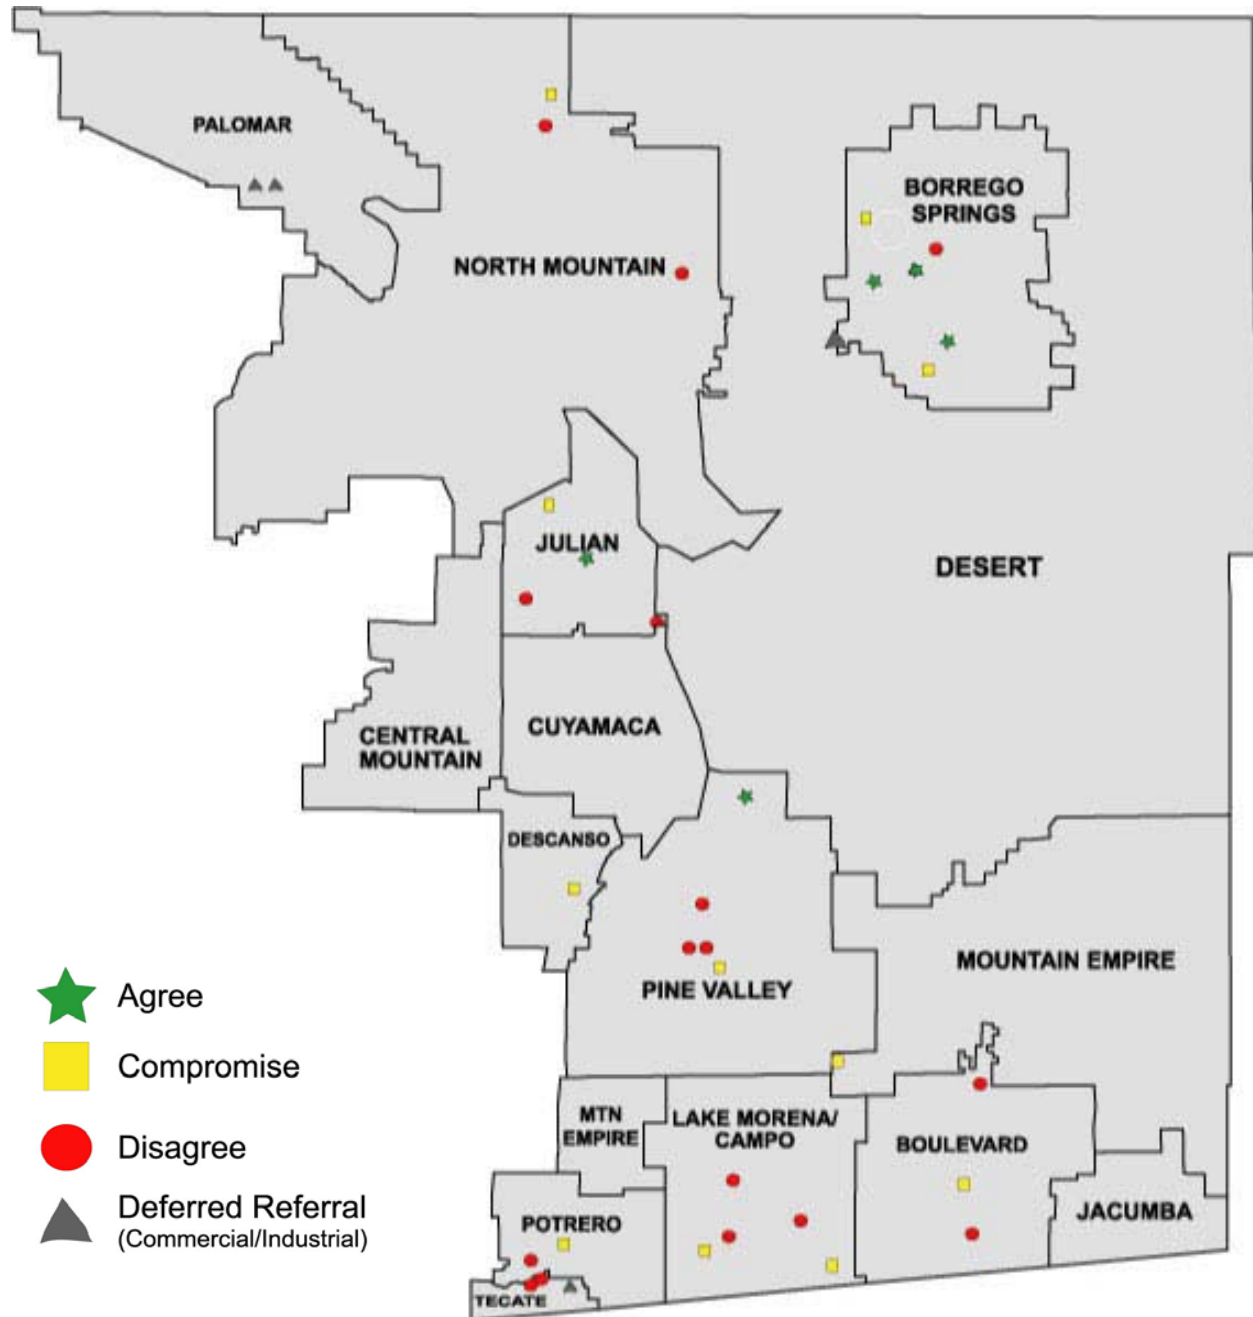 PALOMAR
BORREGO
SPRINGS
NORTH MOUNTAIN
JULIAN
DESERT
CENTRAL
MOUNTAIN
CUYAMACA
DESCANSO
MOUNTAIN EMPIRE
PINE VALLEY
MTN
EMPIRE
LAKE MORENA/
CAMPO
BOULEVARD
JACUMBA
POTRERO
TECATE
Agree
Compromise
Disagree
Deferred Referral
(Commercial/Industrial)